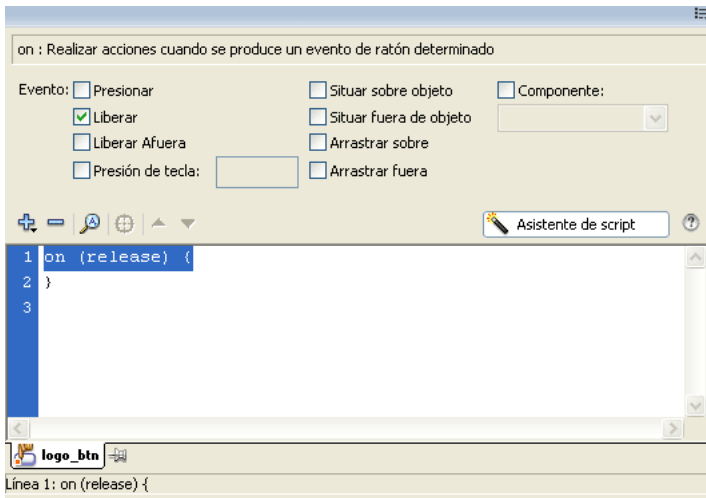 on : Realizar acciones cuando se produce un evento de ratón determinado
Evento: Presionar Situar sobre objeto Componente:
Liberar Situar fuera de objeto
Liberar Afuera Arrastrar sobre
Presión de tecla: Arrastrar fuera
Asistente de script
1 on (release) {
2 }
3
logo_btn
Línea 1: on (release) {